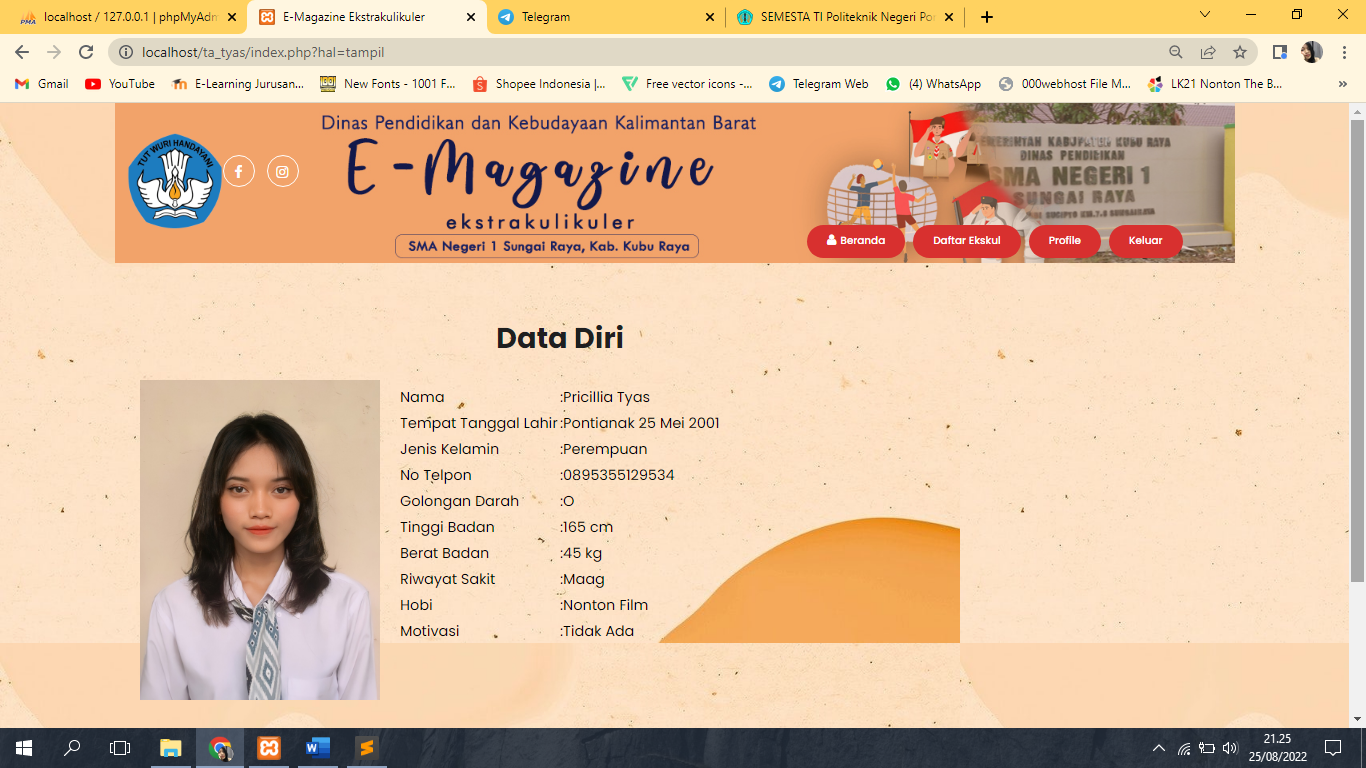 localhost / 127.0.0.1 | phpMyAdm
E-Magazine Ekstrakulikuler
Telegram
SEMESTA TI Politeknik Negeri Po
localhost/ta_tyas/index.php?hal=tampil
Gmail
YouTube
E-Learning Jurusan...
New Fonts - 1001 F...
Shopee Indonesia |...
Free vector icons -...
Telegram Web
(4) WhatsApp
000webhost File M...
LK21 Nonton The B...
»
Dinas Pendidikan dan Kebudayaan Kalimantan Barat
E-Magazine
ekstrakulikuler
SMA Negeri 1 Sungai Raya, Kab. Kubu Raya
TUT WURI HANDAYANI
KUBU RAYA
DINAS PENDIDIKAN
SMA NEGERI 1
SUNGAI RAYA
Beranda
Daftar Ekskul
Profile
Keluar
Data Diri
Nama :Pricillia Tyas
Tempat Tanggal Lahir :Pontianak 25 Mei 2001
Jenis Kelamin :Perempuan
No Telpon :0895355129534
Golongan Darah :O
Tinggi Badan :165 cm
Berat Badan :45 kg
Riwayat Sakit :Maag
Hobi :Nonton Film
Motivasi :Tidak Ada
21.25
25/08/2022